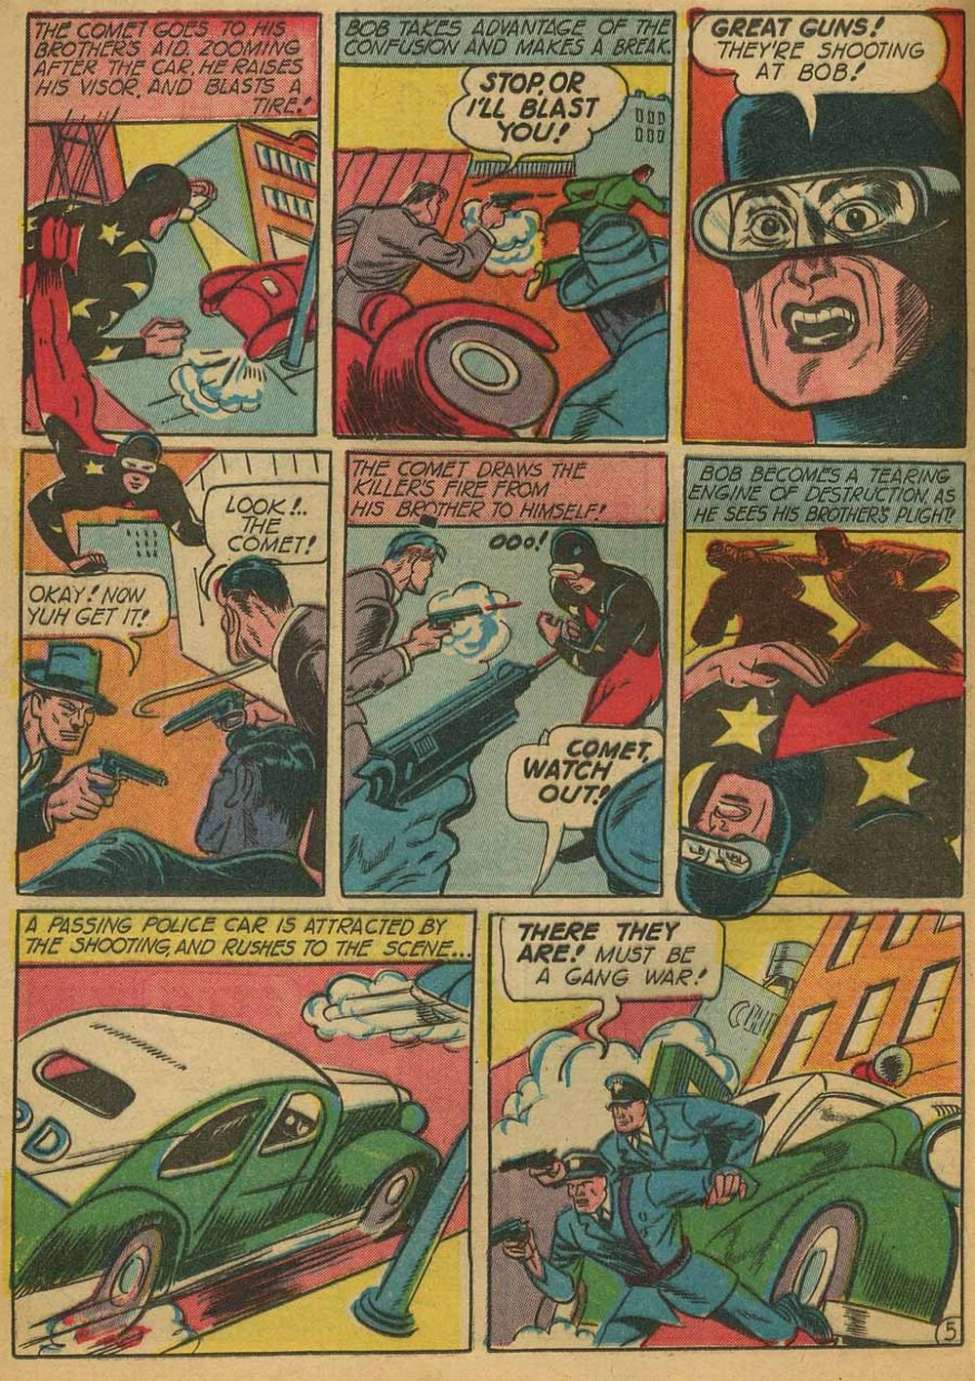 THE COMET GOES TO HIS
BROTHER'S AID. ZOOMING
AFTER THE CAR, HE RAISES
HIS VISOR, AND BLASTS A
TIRE!
BOB TAKES ADVANTAGE OF THE
CONFUSION AND MAKES A BREAK.
STOP, OR
I'LL BLAST
YOU!
GREAT GUNS!
THEY'RE SHOOTING
AT BOB!
LOOK!..
THE
COMET!
OKAY! NOW
YUH GET IT!
THE COMET DRAWS THE
KILLER'S FIRE FROM
HIS BROTHER TO HIMSELF!
OOO!
COMET,
WATCH
OUT!
BOB BECOMES A TEARING
ENGINE OF DESTRUCTION, AS
HE SEES HIS BROTHER'S PLIGHT!
A PASSING POLICE CAR IS ATTRACTED BY
THE SHOOTING, AND RUSHES TO THE SCENE...
PD
THERE THEY
ARE! MUST BE
A GANG WAR!
5